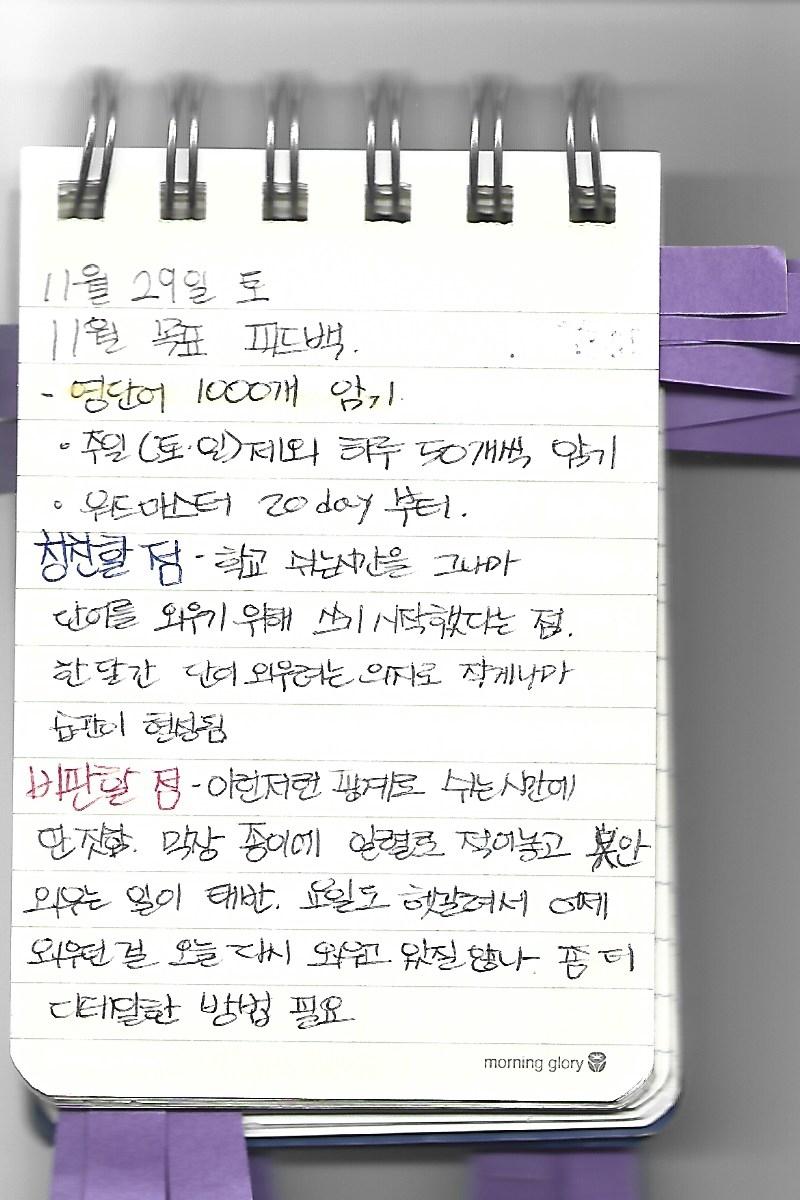 11월 29일 토
11월 목표 피드백.
- 영단어 1000개 암기.
• 주일(토·일)제외 하루 50개씩 암기
• 워드마스터 20day 부터.
칭찬할 점 - 학교 쉬는시간을 그나마
단어를 외우기 위해 쓰기 시작했다는 점.
한 달간 단어 외우려는 의지로 작게나마
습관이 형성됨
비판할 점 - 이런저런 핑계로 쉬는시간에
딴짓함. 막상 종이에 일렬로 적어놓고 안
외우는 일이 태반. 요일도 헷갈려서 어제
외우던 걸 오늘 다시 외우고 있질 않나 좀 더
디테일한 방법 필요
morning glory